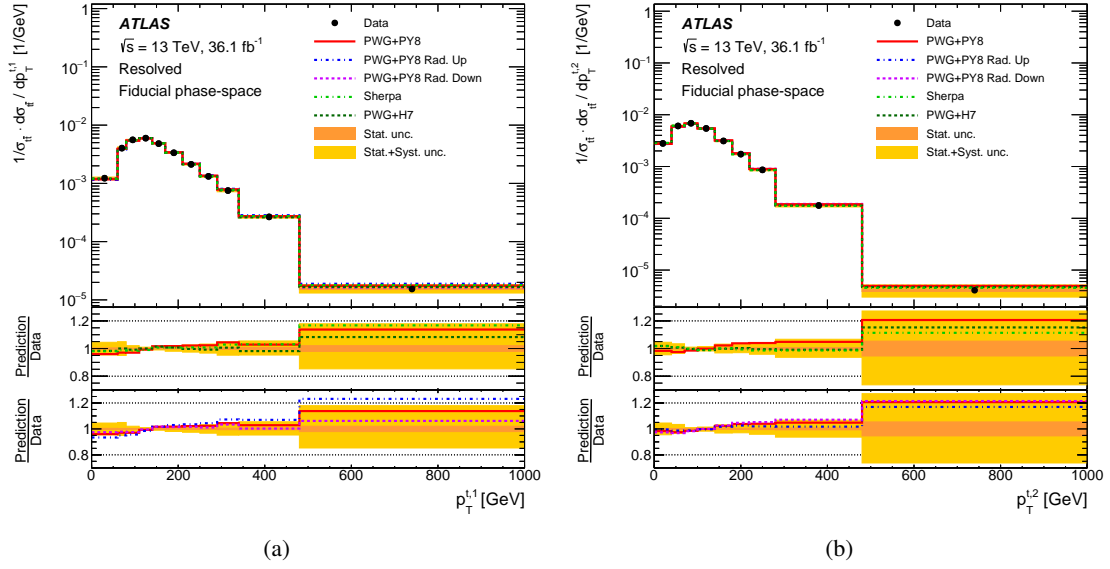 ATLAS
√s = 13 TeV, 36.1 fb⁻¹
Resolved
Fiducial phase-space
Data
PWG+PY8
PWG+PY8 Rad. Up
PWG+PY8 Rad. Down
Sherpa
PWG+H7
Stat. unc.
Stat.+Syst. unc.
1/σ_tt̄ · dσ_tt̄ / dp_T^{t,1} [1/GeV]
1
10⁻¹
10⁻²
10⁻³
10⁻⁴
10⁻⁵
Prediction
Data
1.2
1
0.8
Prediction
Data
1.2
1
0.8
0 200 400 600 800 1000
p_T^{t,1} [GeV]
(a)
ATLAS
√s = 13 TeV, 36.1 fb⁻¹
Resolved
Fiducial phase-space
Data
PWG+PY8
PWG+PY8 Rad. Up
PWG+PY8 Rad. Down
Sherpa
PWG+H7
Stat. unc.
Stat.+Syst. unc.
1/σ_tt̄ · dσ_tt̄ / dp_T^{t,2} [1/GeV]
1
10⁻¹
10⁻²
10⁻³
10⁻⁴
10⁻⁵
Prediction
Data
1.2
1
0.8
Prediction
Data
1.2
1
0.8
0 200 400 600 800 1000
p_T^{t,2} [GeV]
(b)